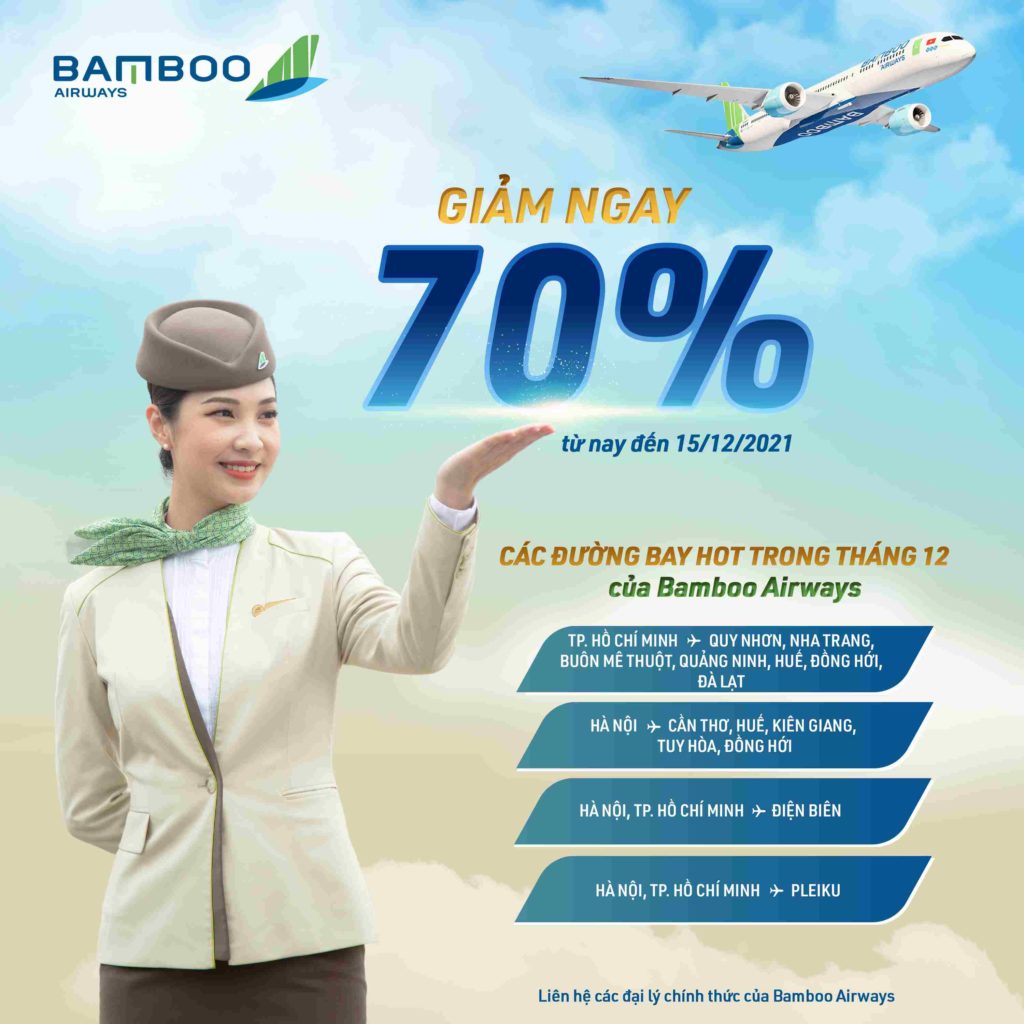 BAMBOO
AIRWAYS
BAMBOO
AIRWAYS
BAMBOO
GIẢM NGAY
70%
từ nay đến 15/12/2021
CÁC ĐƯỜNG BAY HOT TRONG THÁNG 12
của Bamboo Airways
TP. HỒ CHÍ MINH ✈ QUY NHƠN, NHA TRANG,
BUÔN MÊ THUỘT, QUẢNG NINH, HUẾ, ĐỒNG HỚI,
ĐÀ LẠT
HÀ NỘI ✈ CẦN THƠ, HUẾ, KIÊN GIANG,
TUY HÒA, ĐỒNG HỚI
HÀ NỘI, TP. HỒ CHÍ MINH ✈ ĐIỆN BIÊN
HÀ NỘI, TP. HỒ CHÍ MINH ✈ PLEIKU
Liên hệ các đại lý chính thức của Bamboo Airways